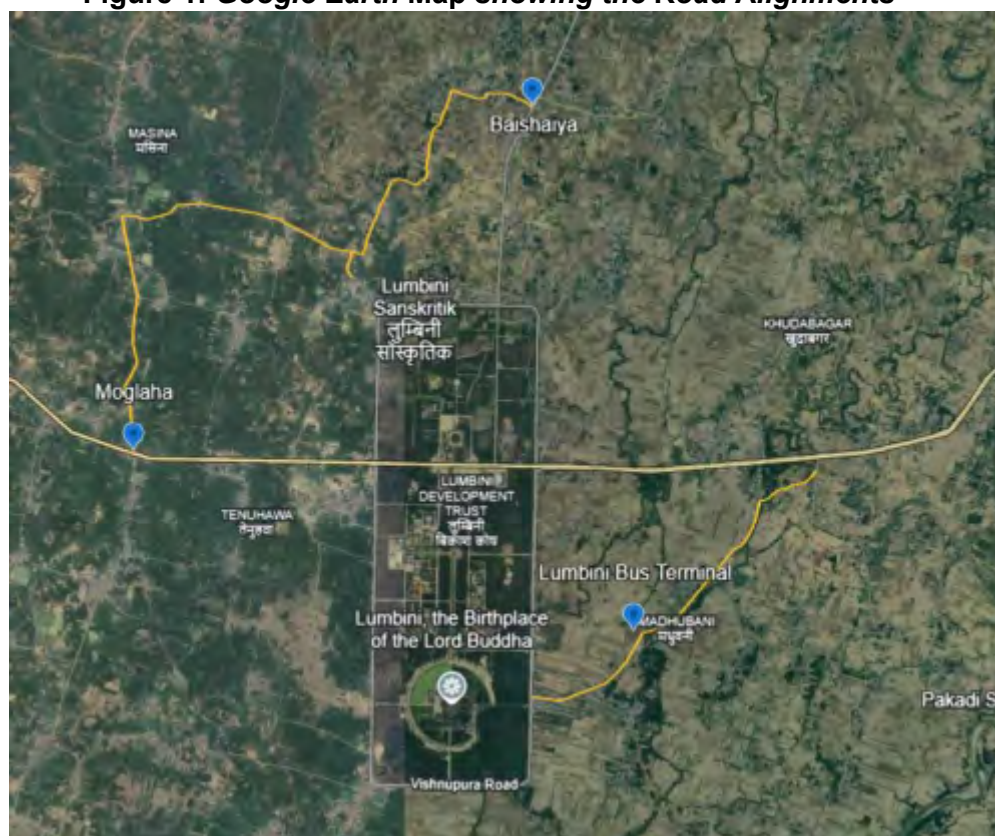 Figure 1: Google Earth Map showing the Road Alignments
Baishaiya
MASINA
मसिना
Lumbini
Sanskritik
लुम्बिनी
साँस्कृतिक
KHUDABAGAR
खुदाबगर
Moglaha
LUMBINI
DEVELOPMENT
TRUST
लुम्बिनी
बिकास कोष
TENUHAWA
तेनुहवा
Lumbini Bus Terminal
MADHUBANI
मधुवनी
Lumbini, the Birthplace
of the Lord Buddha
Pakadi S
Vishnupura Road